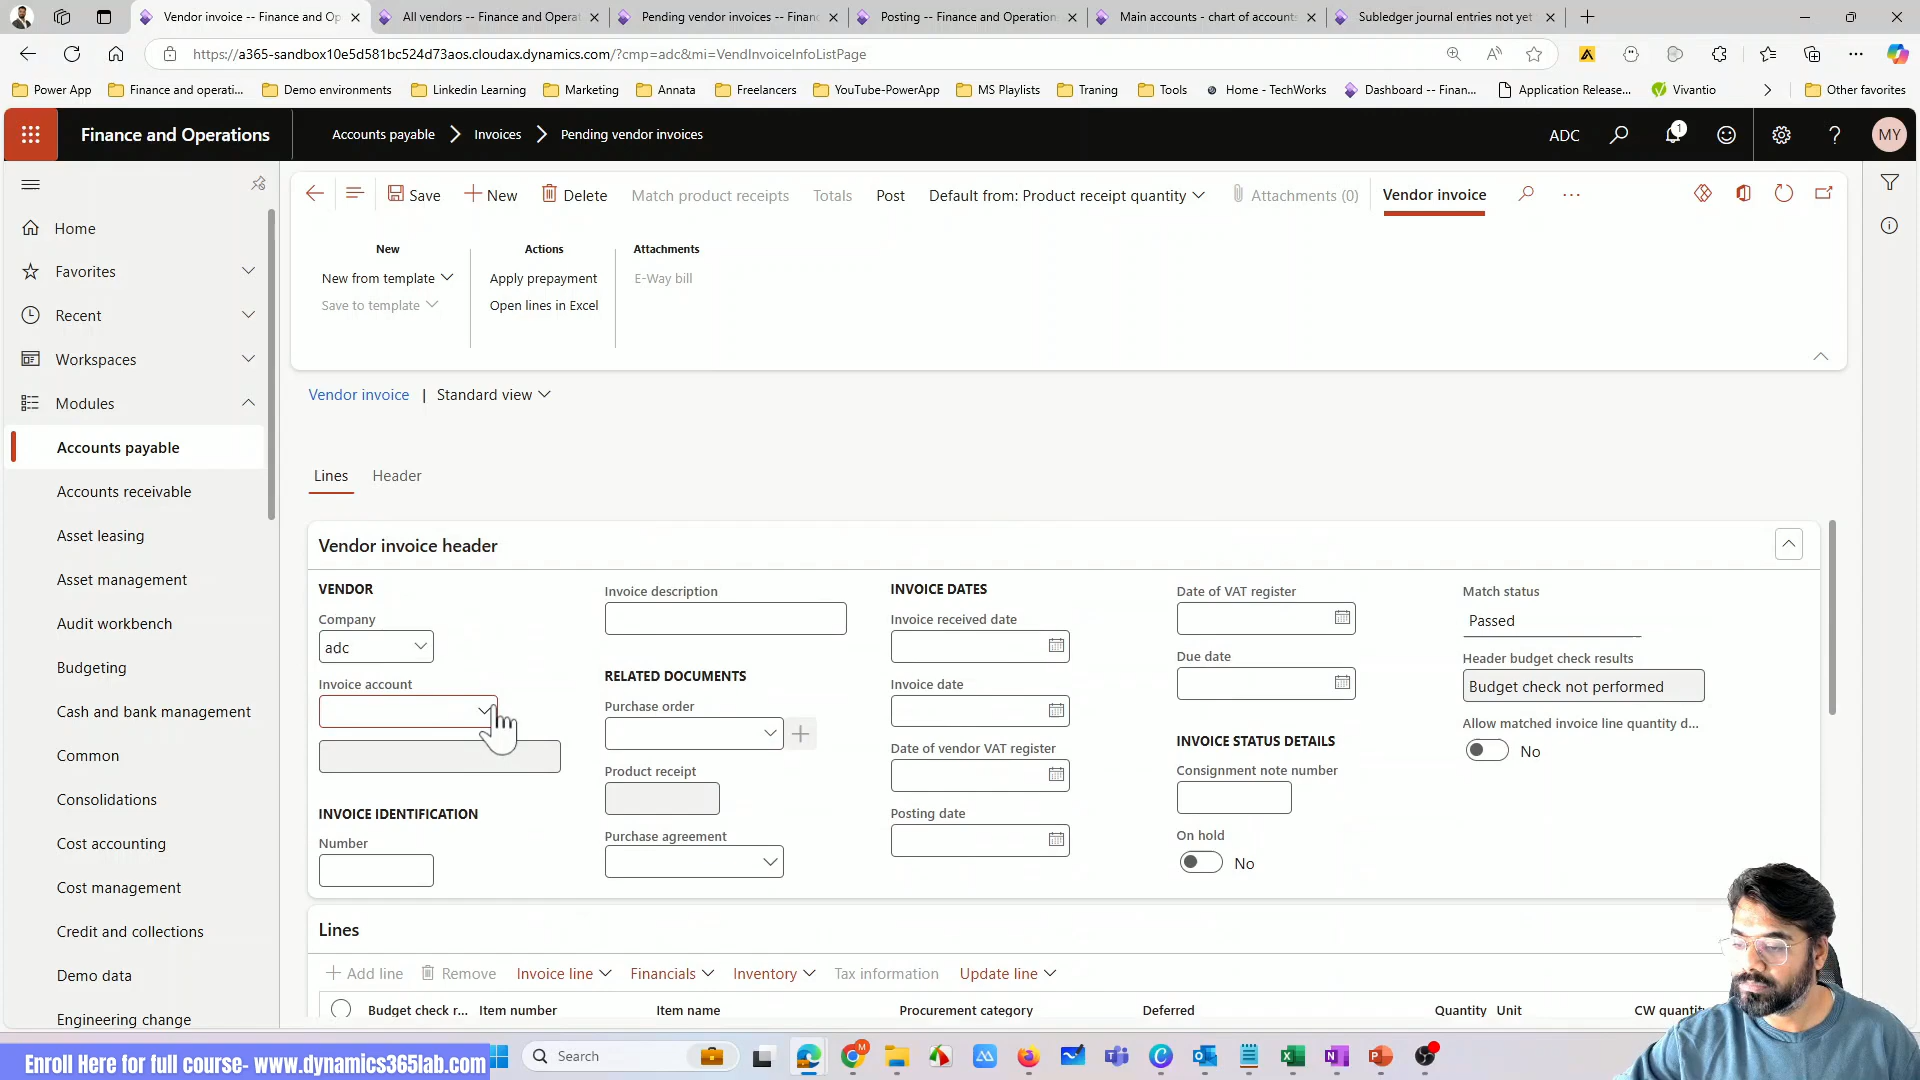 Vendor invoice -- Finance and Op
All vendors -- Finance and Operat
Pending vendor invoices -- Finan
Posting -- Finance and Operation
Main accounts - chart of accounts
Subledger journal entries not yet
https://a365-sandbox10e5d581bc524d73aos.cloudax.dynamics.com/?cmp=adc&mi=VendInvoiceInfoListPage
Power App
Finance and operati...
Demo environments
Linkedin Learning
Marketing
Annata
Freelancers
YouTube-PowerApp
MS Playlists
Traning
Tools
Home - TechWorks
Dashboard -- Finan...
Application Release...
Vivantio
Other favorites
Finance and Operations
Accounts payable
Invoices
Pending vendor invoices
ADC
1
MY
Save
New
Delete
Match product receipts
Totals
Post
Default from: Product receipt quantity
Attachments (0)
Vendor invoice
New
Actions
Attachments
New from template
Apply prepayment
E-Way bill
Save to template
Open lines in Excel
Home
Favorites
Recent
Workspaces
Modules
Accounts payable
Accounts receivable
Asset leasing
Asset management
Audit workbench
Budgeting
Cash and bank management
Common
Consolidations
Cost accounting
Cost management
Credit and collections
Demo data
Engineering change
Vendor invoice | Standard view
Lines
Header
Vendor invoice header
VENDOR
Company
adc
Invoice account
INVOICE IDENTIFICATION
Number
Invoice description
RELATED DOCUMENTS
Purchase order
Product receipt
Purchase agreement
INVOICE DATES
Invoice received date
Invoice date
Date of vendor VAT register
Posting date
Date of VAT register
Due date
INVOICE STATUS DETAILS
Consignment note number
On hold
No
Match status
Passed
Header budget check results
Budget check not performed
Allow matched invoice line quantity d...
No
Lines
Add line
Remove
Invoice line
Financials
Inventory
Tax information
Update line
Budget check r...
Item number
Item name
Procurement category
Deferred
Quantity
Unit
CW quantit
Enroll Here for full course- www.dynamics365lab.com
Search